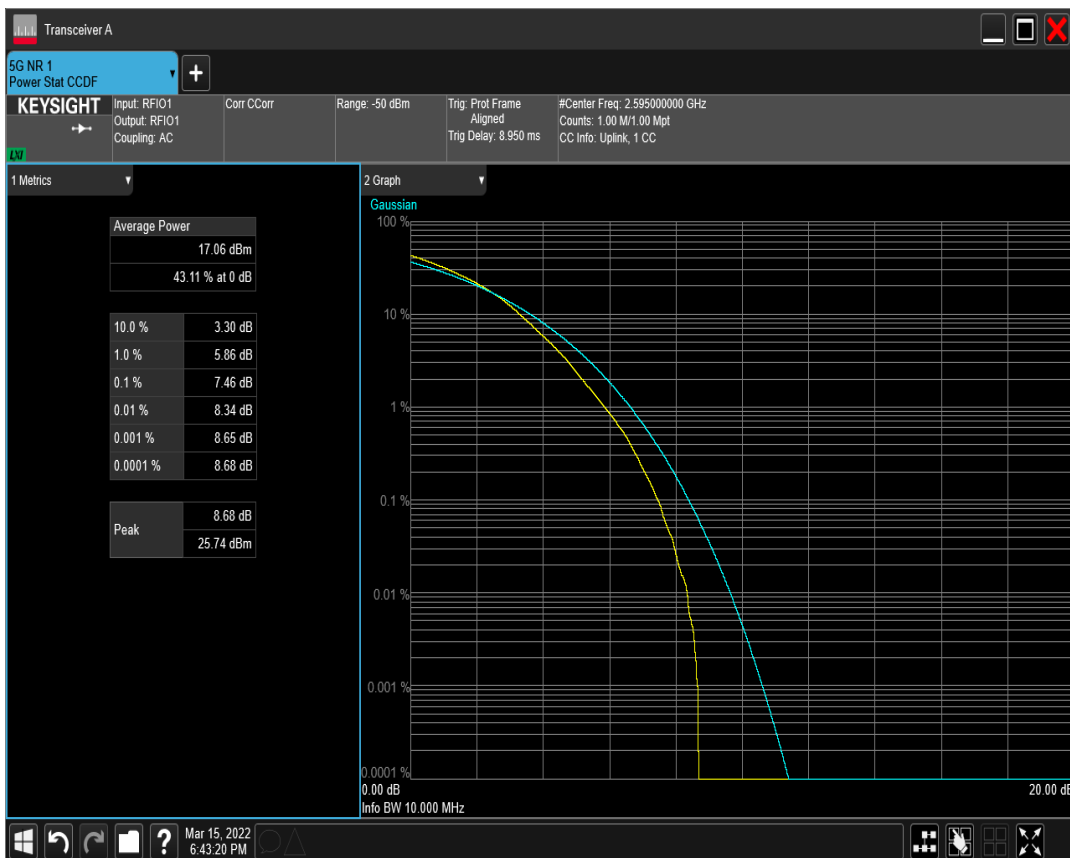 Transceiver A
5G NR 1
Power Stat CCDF
+
KEYSIGHT
LXI
Input: RFIO1
Output: RFIO1
Coupling: AC
Corr CCorr
Range: -50 dBm
Trig: Prot Frame
Aligned
Trig Delay: 8.950 ms
#Center Freq: 2.595000000 GHz
Counts: 1.00 M/1.00 Mpt
CC Info: Uplink, 1 CC
1 Metrics
Average Power
17.06 dBm
43.11 % at 0 dB
10.0 % 3.30 dB
1.0 % 5.86 dB
0.1 % 7.46 dB
0.01 % 8.34 dB
0.001 % 8.65 dB
0.0001 % 8.68 dB
Peak
8.68 dB
25.74 dBm
2 Graph
Gaussian
100 %
10 %
1 %
0.1 %
0.01 %
0.001 %
0.0001 %
0.00 dB 20.00 dB
Info BW 10.000 MHz
?
Mar 15, 2022
6:43:20 PM